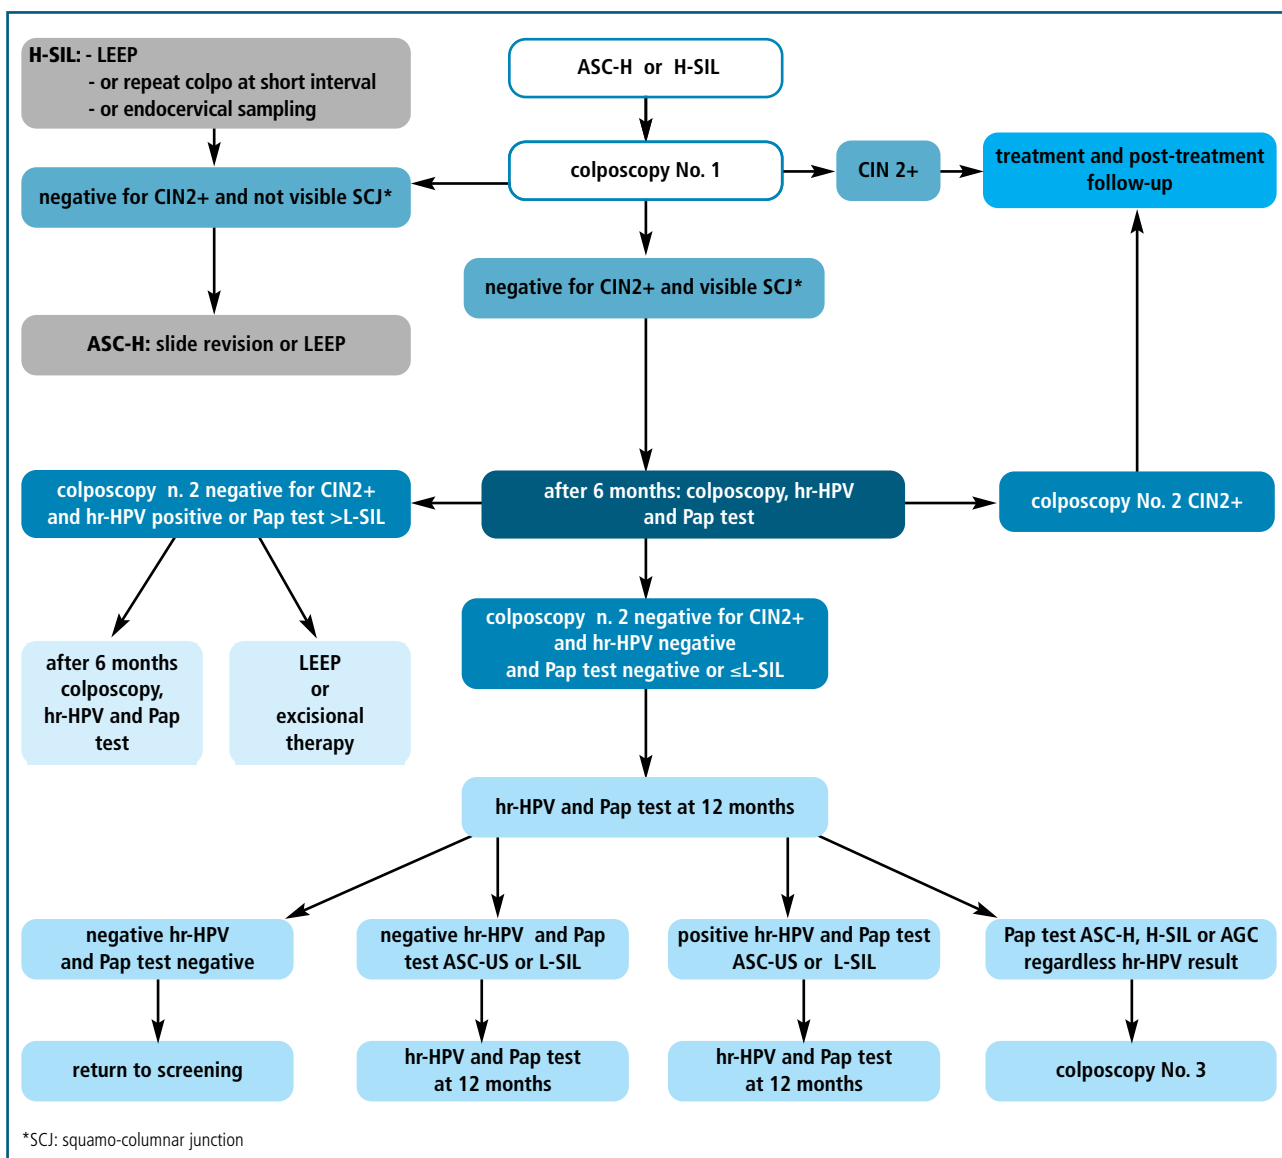 H-SIL: - LEEP
- or repeat colpo at short interval
- or endocervical sampling
ASC-H or H-SIL
colposcopy No. 1
CIN 2+
treatment and post-treatment
follow-up
negative for CIN2+ and not visible SCJ*
negative for CIN2+ and visible SCJ*
ASC-H: slide revision or LEEP
colposcopy n. 2 negative for CIN2+
and hr-HPV positive or Pap test >L-SIL
after 6 months: colposcopy, hr-HPV
and Pap test
colposcopy No. 2 CIN2+
colposcopy n. 2 negative for CIN2+
and hr-HPV negative
and Pap test negative or ≤L-SIL
after 6 months
colposcopy,
hr-HPV and Pap
test
LEEP
or
excisional
therapy
hr-HPV and Pap test at 12 months
negative hr-HPV
and Pap test negative
negative hr-HPV and Pap
test ASC-US or L-SIL
positive hr-HPV and Pap test
ASC-US or L-SIL
Pap test ASC-H, H-SIL or AGC
regardless hr-HPV result
return to screening
hr-HPV and Pap test
at 12 months
hr-HPV and Pap test
at 12 months
colposcopy No. 3
*SCJ: squamo-columnar junction